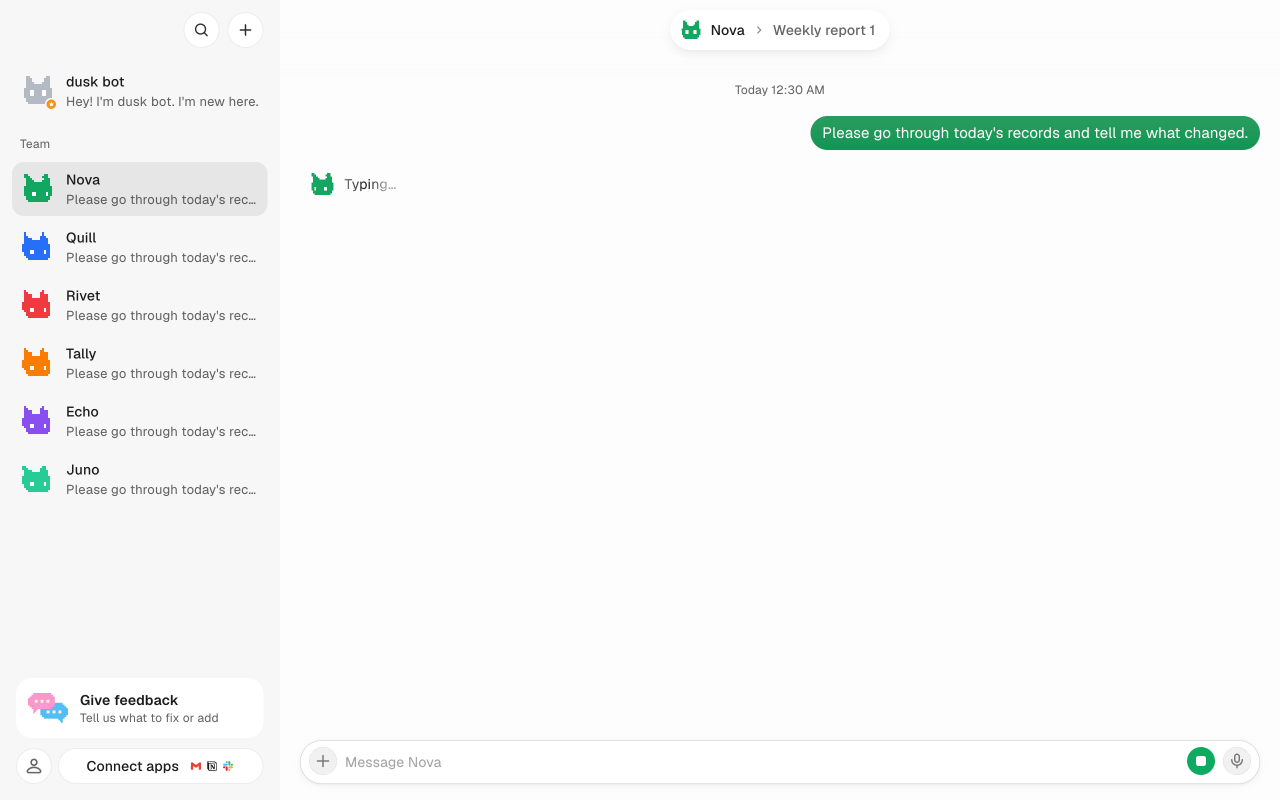 dusk bot
Hey! I'm dusk bot. I'm new here.
Team
Nova
Please go through today's rec...
Quill
Please go through today's rec...
Rivet
Please go through today's rec...
Tally
Please go through today's rec...
Echo
Please go through today's rec...
Juno
Please go through today's rec...
Give feedback
Tell us what to fix or add
Connect apps
Nova > Weekly report 1
Today 12:30 AM
Please go through today's records and tell me what changed.
Typing...
Message Nova